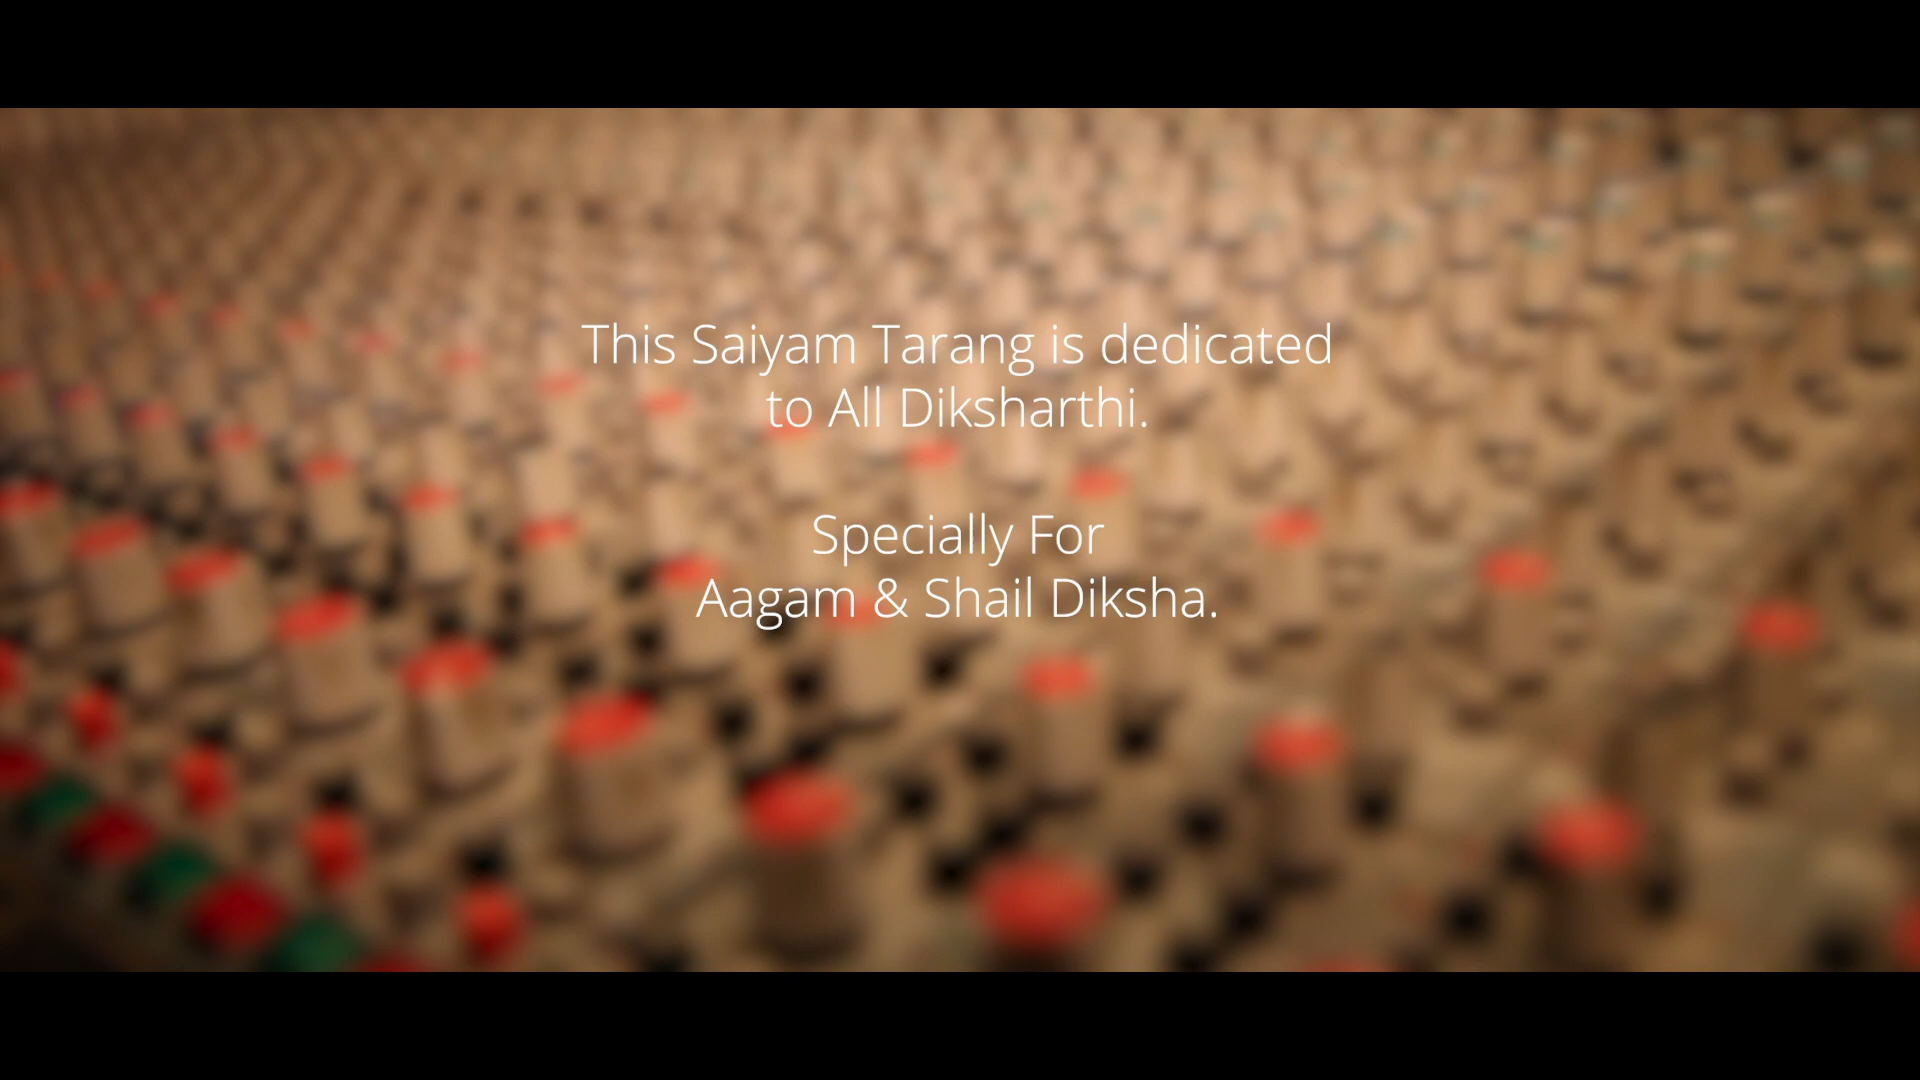 This Saiyam Tarang is dedicated
to All Diksharthi.
Specially For
Aagam & Shail Diksha.